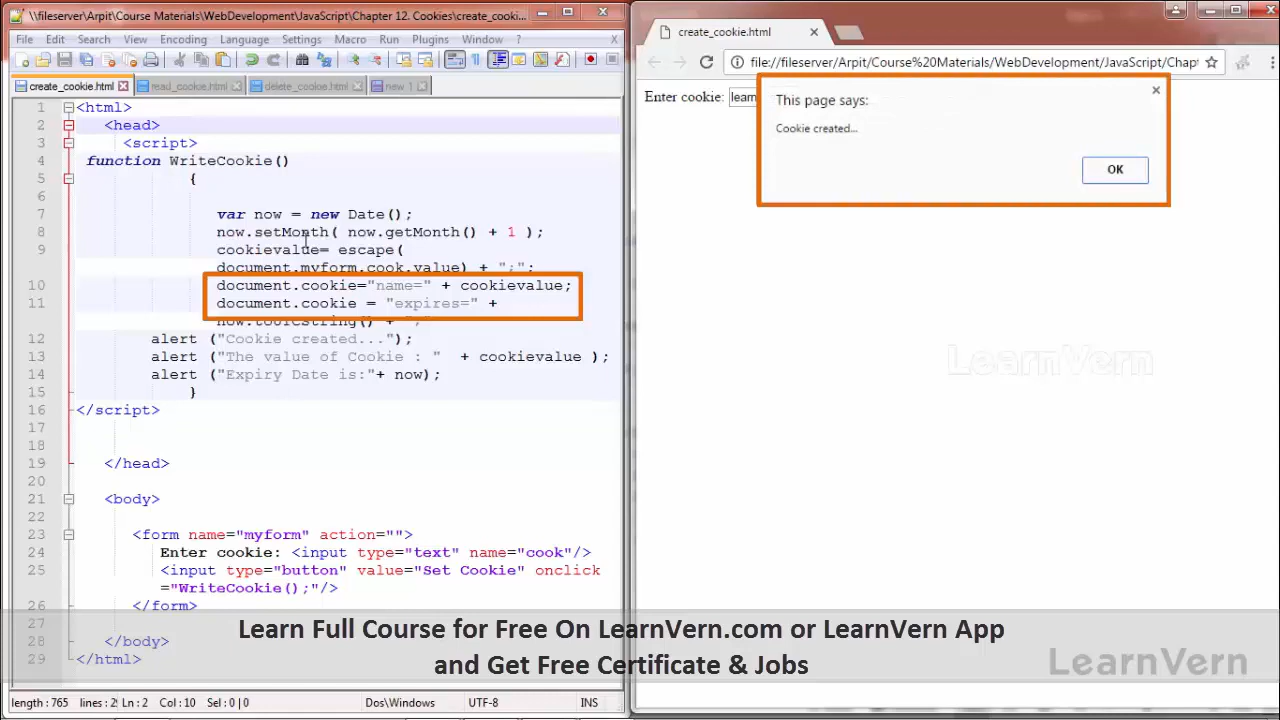 \\fileserver\Arpit\Course Materials\WebDevelopment\JavaScript\Chapter 12. Cookies\create_cooki...
File Edit Search View Encoding Language Settings Macro Run Plugins Window ? X
create_cookie.html read_cookie.html delete_cookie.html new 1
1 <html>
2 <head>
3 <script>
4 function WriteCookie()
5 {
6
7 var now = new Date();
8 now.setMonth( now.getMonth() + 1 );
9 cookievalue= escape(
document.myform.cook.value) + ";";
10 document.cookie="name=" + cookievalue;
11 document.cookie = "expires=" +
now.toUTCString() + ";"
12 alert ("Cookie created...");
13 alert ("The value of Cookie : " + cookievalue );
14 alert ("Expiry Date is:"+ now);
15 }
16 </script>
17
18
19 </head>
20
21 <body>
22
23 <form name="myform" action="">
24 Enter cookie: <input type="text" name="cook"/>
25 <input type="button" value="Set Cookie" onclick
="WriteCookie();"/>
26 </form>
27
28 </body>
29 </html>
length : 765 lines : 2 Ln : 2 Col : 10 Sel : 0 | 0 Dos\Windows UTF-8 INS
create_cookie.html
file://fileserver/Arpit/Course%20Materials/WebDevelopment/JavaScript/Chapt
Enter cookie: learn
This page says:
Cookie created...
OK
LearnVern
Learn Full Course for Free On LearnVern.com or LearnVern App
and Get Free Certificate & Jobs
LearnVern